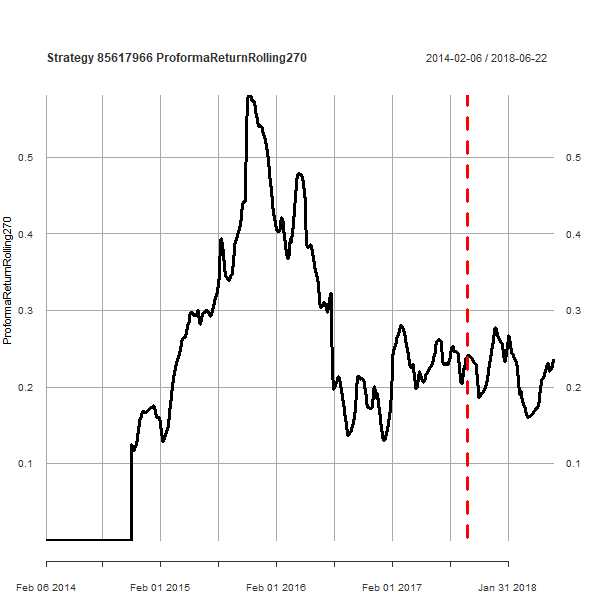 Strategy 85617966 ProformaReturnRolling270
2014-02-06 / 2018-06-22
ProformaReturnRolling270
0.5
0.4
0.3
0.2
0.1
0.5
0.4
0.3
0.2
0.1
Feb 06 2014
Feb 01 2015
Feb 01 2016
Feb 01 2017
Jan 31 2018